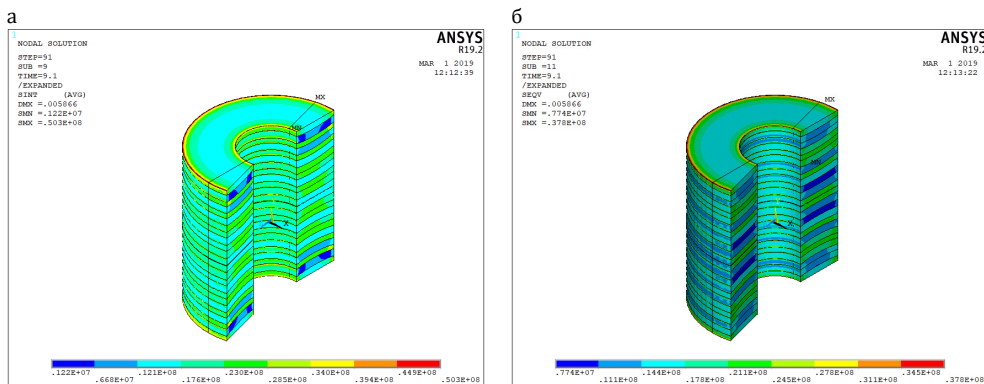 а
1
NODAL SOLUTION
STEP=91
SUB =9
TIME=9.1
/EXPANDED
SINT (AVG)
DMX =.005866
SMN =.122E+07
SMX =.503E+08
ANSYS
R19.2
MAR 1 2019
12:12:39
MX
MN
X
.122E+07 .121E+08 .230E+08 .340E+08 .449E+08
.668E+07 .176E+08 .285E+08 .394E+08 .503E+08
б
1
NODAL SOLUTION
STEP=91
SUB =11
TIME=9.1
/EXPANDED
SEQV (AVG)
DMX =.005866
SMN =.774E+07
SMX =.378E+08
ANSYS
R19.2
MAR 1 2019
12:13:22
MX
MN
X
.774E+07 .144E+08 .211E+08 .278E+08 .345E+08
.111E+08 .178E+08 .245E+08 .311E+08 .378E+08